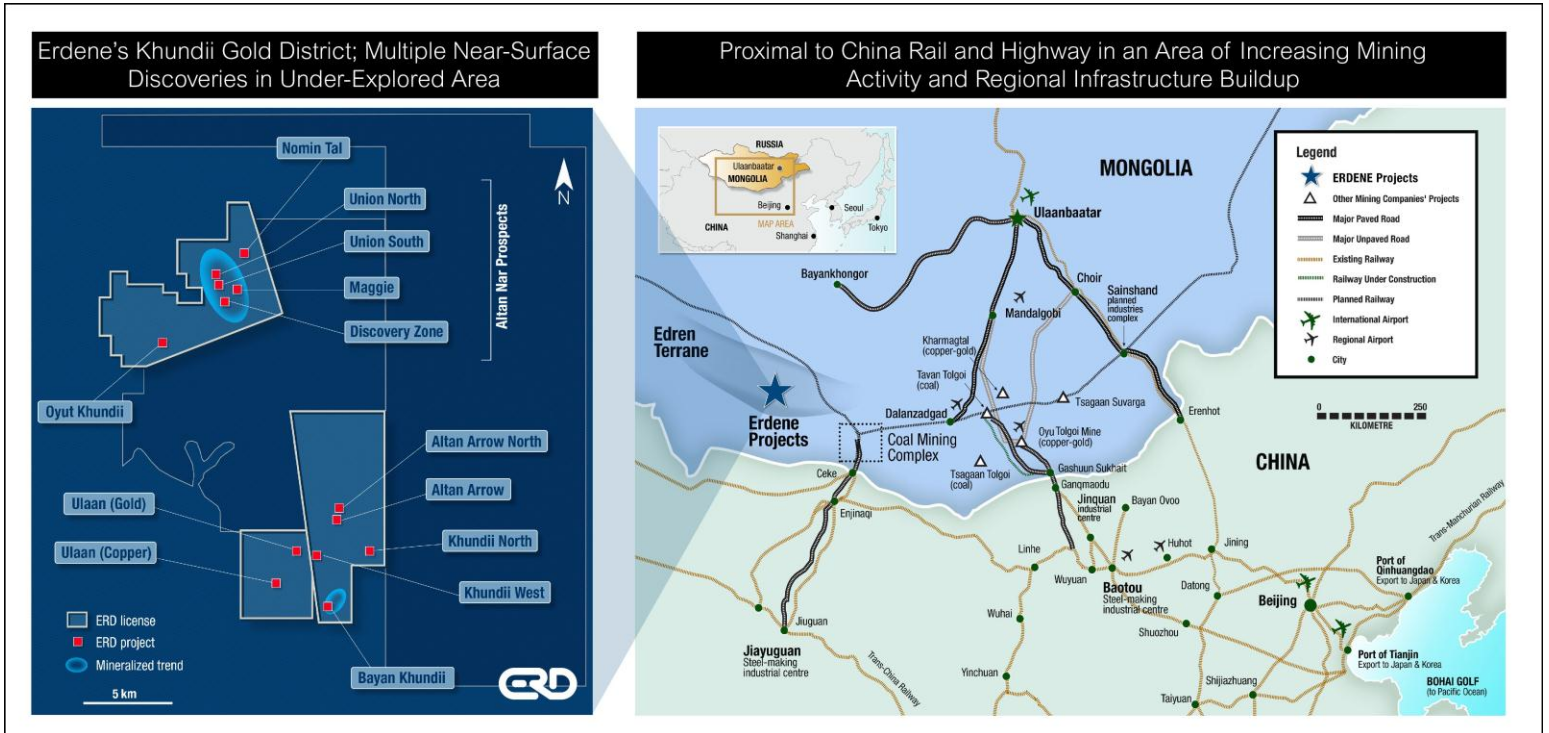 Erdene's Khundii Gold District; Multiple Near-Surface
Discoveries in Under-Explored Area
Nomin Tal
Union North
Union South
Maggie
Discovery Zone
Altan Nar Prospects
N
Oyut Khundii
Altan Arrow North
Altan Arrow
Ulaan (Gold)
Khundii North
Ulaan (Copper)
Khundii West
Bayan Khundii
ERD license
ERD project
Mineralized trend
5 km
ERD
Proximal to China Rail and Highway in an Area of Increasing Mining
Activity and Regional Infrastructure Buildup
RUSSIA
Ulaanbaatar
MONGOLIA
Beijing
Seoul
MAP AREA
CHINA
Shanghai
Tokyo
MONGOLIA
Ulaanbaatar
Bayankhongor
Choir
Sainshand
planned
industries
complex
Mandalgobi
Edren
Terrane
Kharmagtal
(copper-gold)
Tavan Tolgoi
(coal)
Tsagaan Suvarga
Dalanzadgad
Erdene
Projects
Coal Mining
Complex
Oyu Tolgoi Mine
(copper-gold)
Erenhot
Tsagaan Tolgoi
(coal)
Gashuun Sukhait
CHINA
Ceke
Ganqmaodu
Enjinaqi
Jinquan
industrial
centre
Bayan Ovoo
Linhe
Huhot
Jining
Wuyuan
Baotou
Steel-making
industrial centre
Datong
Trans-Manchurian Railway
Port of
Qinhuangdao
Export to Japan & Korea
Beijing
Wuhai
Shuozhou
Jiuguan
Jiayuguan
Steel-making
industrial centre
Port of Tianjin
Export to Japan & Korea
Trans-China Railway
Yinchuan
Shijiazhuang
Taiyuan
BOHAI GOLF
(to Pacific Ocean)
Legend
ERDENE Projects
Other Mining Companies' Projects
Major Paved Road
Major Unpaved Road
Existing Railway
Railway Under Construction
Planned Railway
International Airport
Regional Airport
City
0 250
KILOMETRE